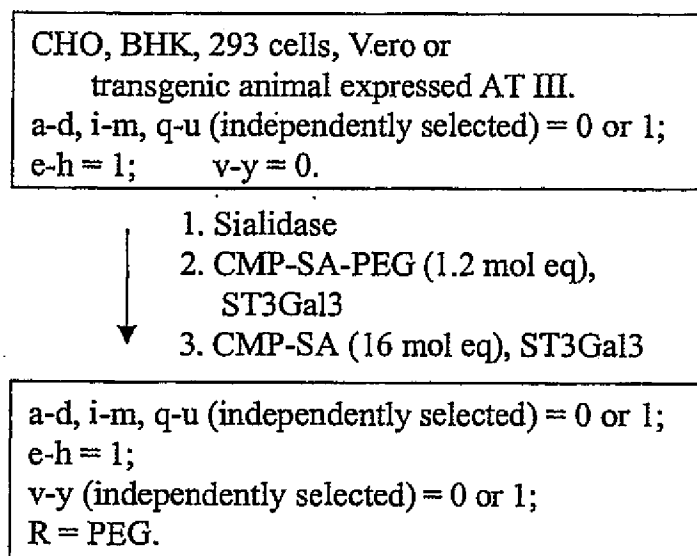 CHO, BHK, 293 cells, Vero or
transgenic animal expressed AT III.
a-d, i-m, q-u (independently selected) = 0 or 1;
e-h = 1; v-y = 0.
1. Sialidase
2. CMP-SA-PEG (1.2 mol eq),
ST3Gal3
3. CMP-SA (16 mol eq), ST3Gal3
a-d, i-m, q-u (independently selected) = 0 or 1;
e-h = 1;
v-y (independently selected) = 0 or 1;
R = PEG.